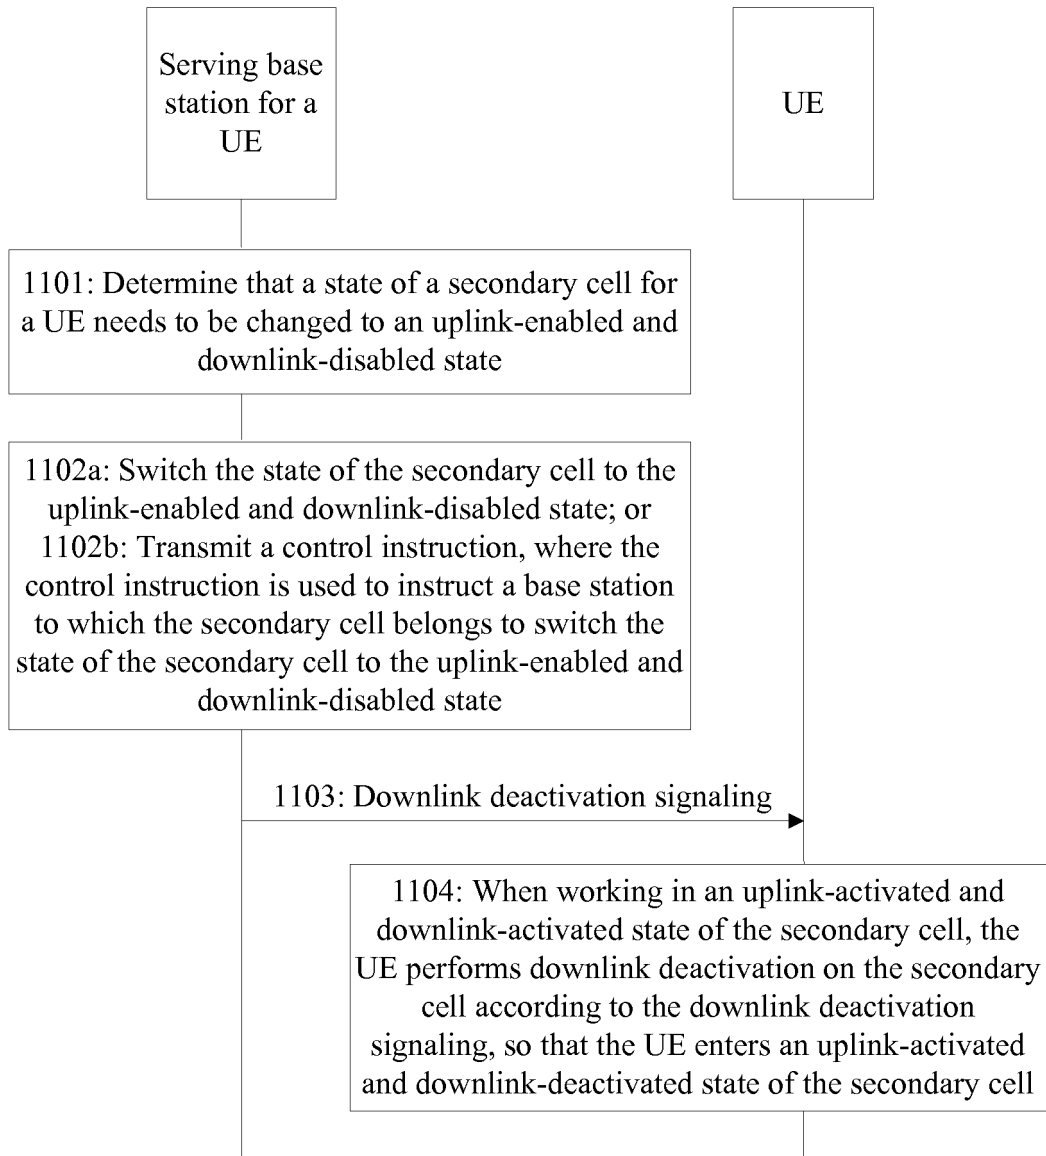 Serving base
station for a
UE
UE
1101: Determine that a state of a secondary cell for
a UE needs to be changed to an uplink-enabled and
downlink-disabled state
1102a: Switch the state of the secondary cell to the
uplink-enabled and downlink-disabled state; or
1102b: Transmit a control instruction, where the
control instruction is used to instruct a base station
to which the secondary cell belongs to switch the
state of the secondary cell to the uplink-enabled and
downlink-disabled state
1103: Downlink deactivation signaling
1104: When working in an uplink-activated and
downlink-activated state of the secondary cell, the
UE performs downlink deactivation on the secondary
cell according to the downlink deactivation
signaling, so that the UE enters an uplink-activated
and downlink-deactivated state of the secondary cell